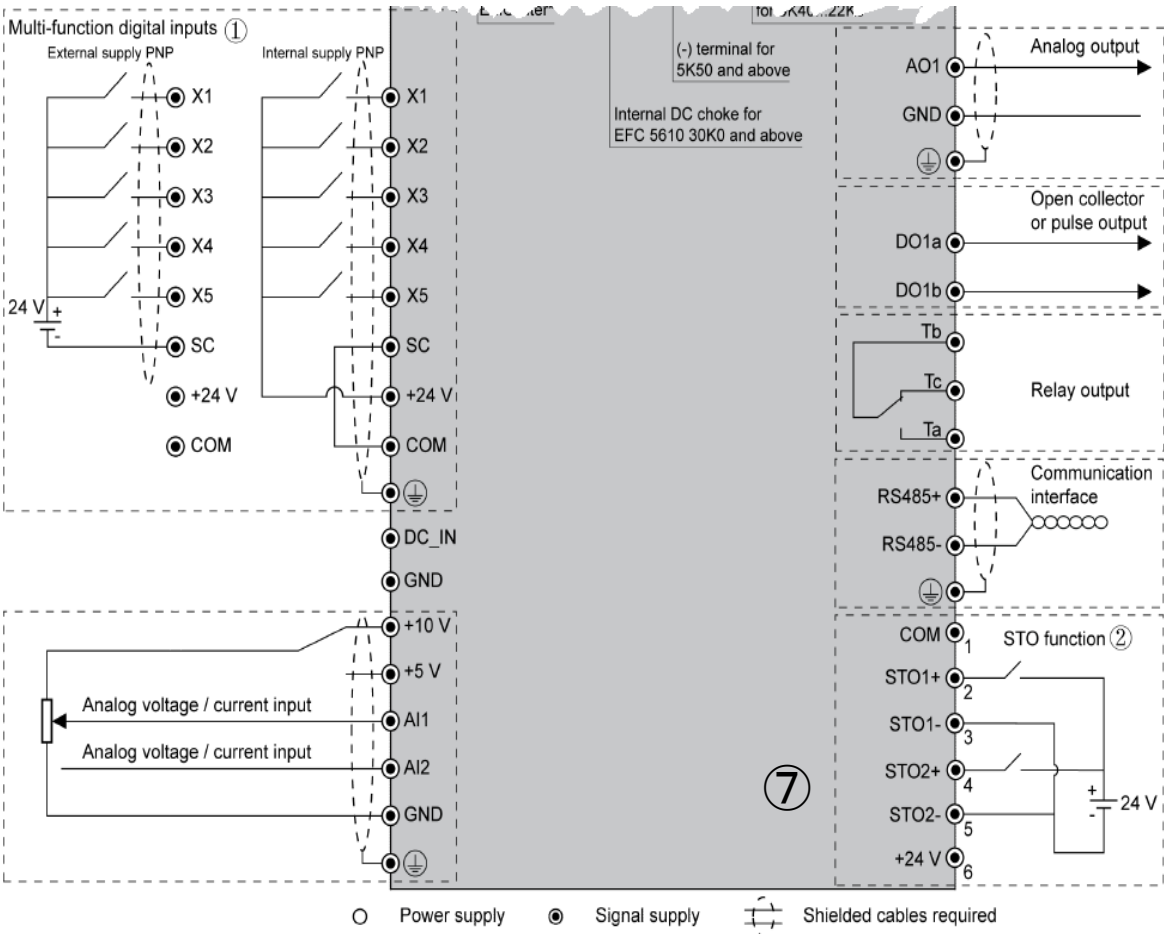 Multi-function digital inputs ①
External supply PNP
Internal supply PNP
X1
X2
X3
X4
X5
SC
+24 V
COM
24 V
+
-
X1
X2
X3
X4
X5
SC
+24 V
COM
DC_IN
GND
+10 V
+5 V
Analog voltage / current input
AI1
Analog voltage / current input
AI2
GND
(-) terminal for
5K50 and above
Internal DC choke for
EFC 5610 30K0 and above
⑦
AO1
GND
Analog output
Open collector
or pulse output
DO1a
DO1b
Tb
Tc
Ta
Relay output
Communication
interface
RS485+
RS485-
STO function ②
COM
1
STO1+
2
STO1-
3
STO2+
4
STO2-
5
+24 V
6
+
-
24 V
Power supply
Signal supply
Shielded cables required